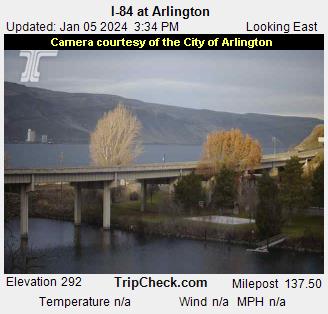 I-84 at Arlington
Updated: Jan 05 2024 3:34 PM Looking East
Camera courtesy of the City of Arlington
Elevation 292 TripCheck.com Milepost 137.50
Temperature n/a Wind n/a MPH n/a